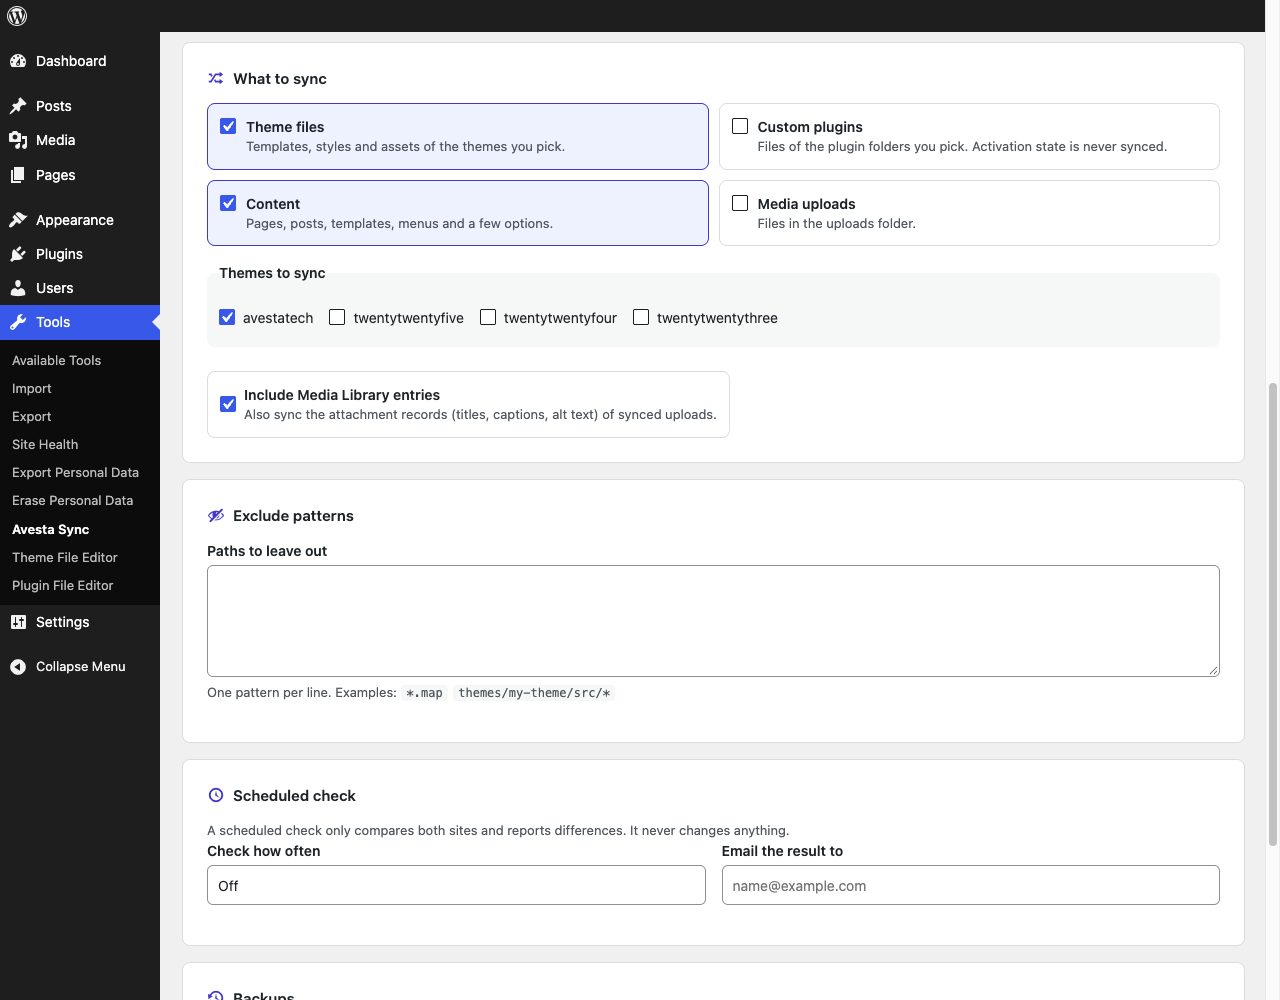 Dashboard
Posts
Media
Pages
Appearance
Plugins
Users
Tools
Available Tools
Import
Export
Site Health
Export Personal Data
Erase Personal Data
Avesta Sync
Theme File Editor
Plugin File Editor
Settings
Collapse Menu
What to sync
Theme files
Templates, styles and assets of the themes you pick.
Custom plugins
Files of the plugin folders you pick. Activation state is never synced.
Content
Pages, posts, templates, menus and a few options.
Media uploads
Files in the uploads folder.
Themes to sync
avestatech twentytwentyfive twentytwentyfour twentytwentythree
Include Media Library entries
Also sync the attachment records (titles, captions, alt text) of synced uploads.
Exclude patterns
Paths to leave out
One pattern per line. Examples: *.map themes/my-theme/src/*
Scheduled check
A scheduled check only compares both sites and reports differences. It never changes anything.
Check how often
Off
Email the result to
name@example.com
Backups